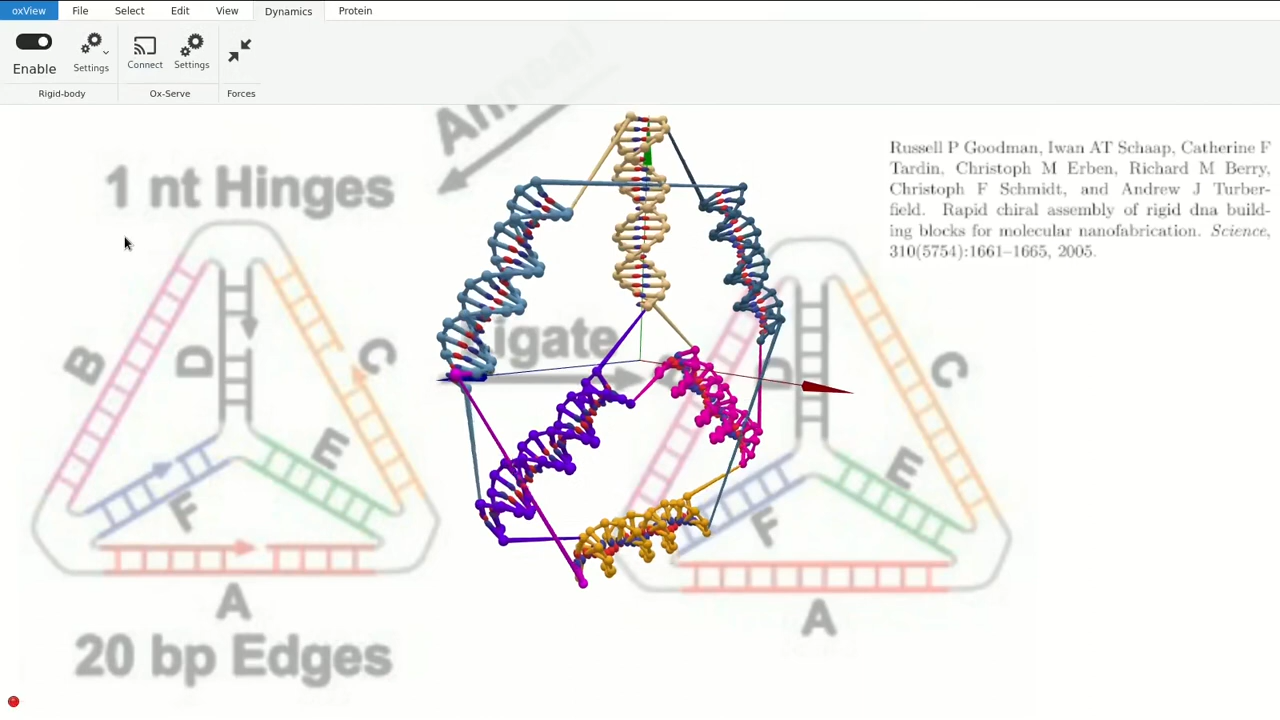 oxView File Select Edit View Dynamics Protein
Enable Settings Connect Settings
Rigid-body Ox-Serve Forces
Anneal
1 nt Hinges
Russell P Goodman, Iwan AT Schaap, Catherine F
Tardin, Christoph M Erben, Richard M Berry,
Christoph F Schmidt, and Andrew J Turber-
field. Rapid chiral assembly of rigid dna build-
ing blocks for molecular nanofabrication. Science,
310(5754):1661–1665, 2005.
B D C
Ligate
D C
E
F
E
F
A
A
20 bp Edges